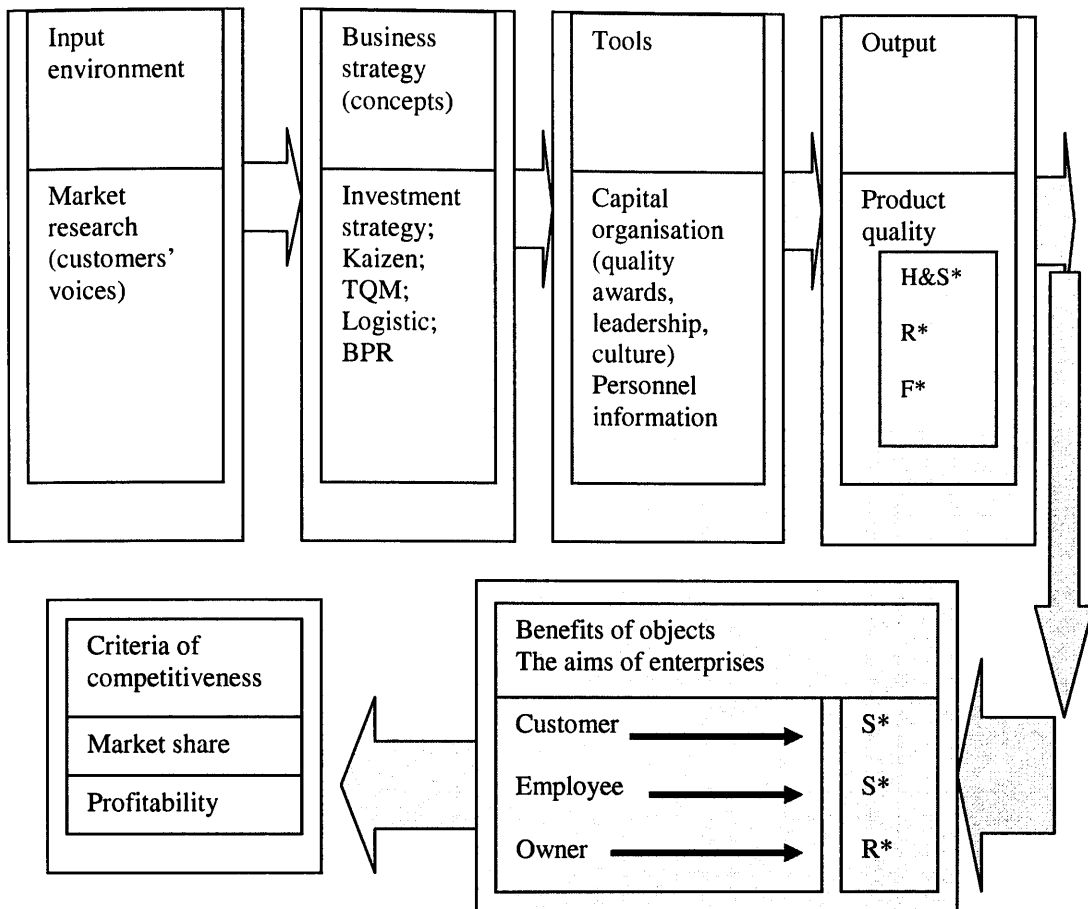 Input
environment
Market
research
(customers’
voices)
Business
strategy
(concepts)
Investment
strategy;
Kaizen;
TQM;
Logistic;
BPR
Tools
Capital
organisation
(quality
awards,
leadership,
culture)
Personnel
information
Output
Product
quality
H&S*
R*
F*
Benefits of objects
The aims of enterprises
Customer S*
Employee S*
Owner R*
Criteria of
competitiveness
Market share
Profitability